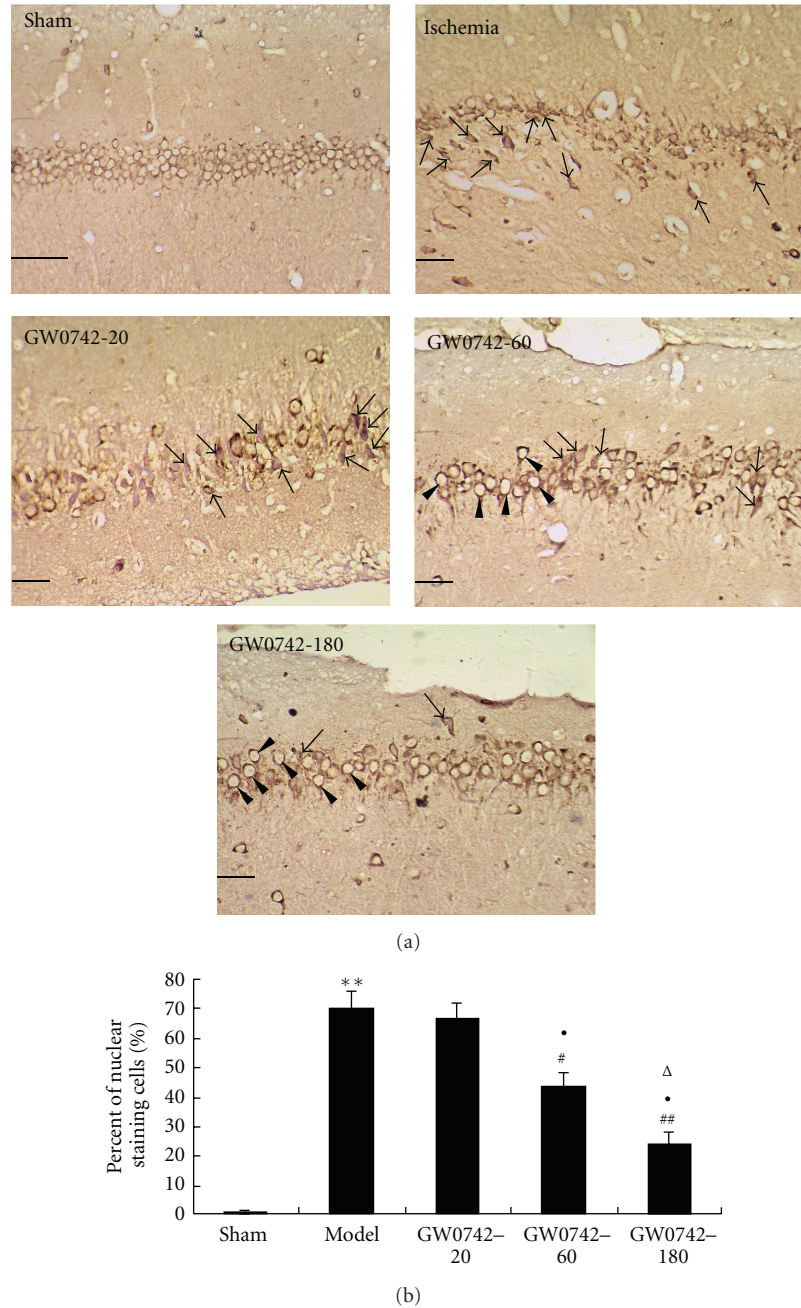 Sham
Ischemia
GW0742-20
GW0742-60
GW0742-180
(a)
Percent of nuclear
staining cells (%)
80
70
60
50
40
30
20
10
0
**
•
#
Δ
•
##
Sham
Model
GW0742–
20
GW0742–
60
GW0742–
180
(b)